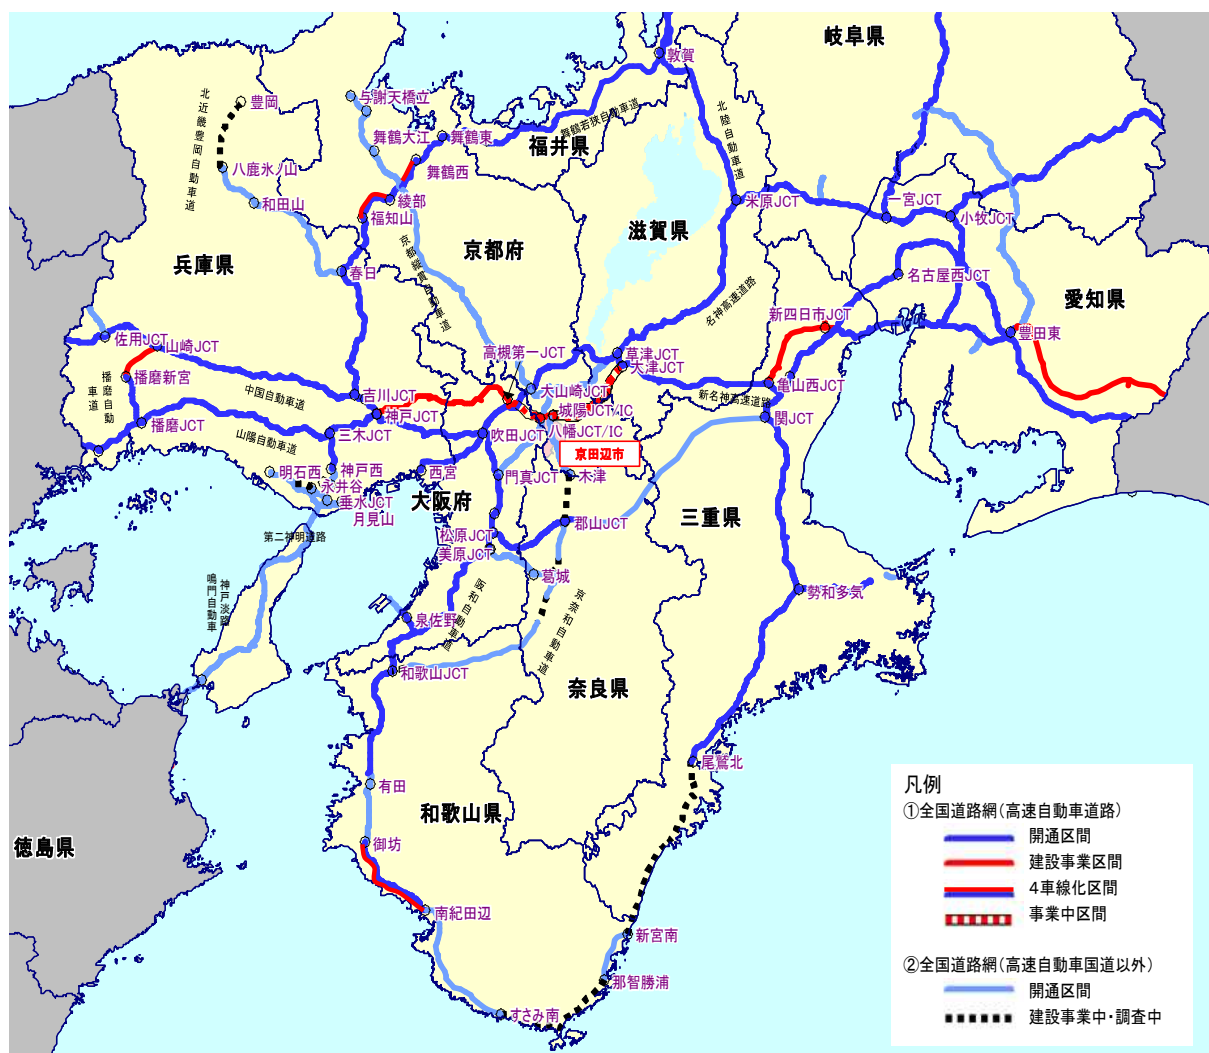 岐阜県
敦賀
与謝天橋立
豊岡
北近畿豊岡自動車道
舞鶴若狭自動車道
北陸自動車道
舞鶴大江
舞鶴東
福井県
舞鶴西
八鹿氷ノ山
和田山
綾部
福知山
米原JCT
一宮JCT
小牧JCT
滋賀県
京都府
京都縦貫自動車道
兵庫県
春日
名古屋西JCT
名神高速道路
愛知県
新四日市JCT
豊田東
佐用JCT
山崎JCT
高槻第一JCT
草津JCT
大津JCT
播磨新宮
播磨自動車道
中国自動車道
吉川JCT
大山崎JCT
亀山西JCT
新名神高速道路
神戸JCT
城陽JCT/IC
関JCT
播磨JCT
山陽自動車道
三木JCT
吹田JCT
八幡JCT/IC
京田辺市
明石西
神戸西
西宮
門真JCT
木津
永井谷
垂水JCT
月見山
大阪府
三重県
郡山JCT
第二神明道路
松原JCT
美原JCT
葛城
神戸淡路鳴門自動車
阪和自動車道
京奈和自動車道
勢和多気
泉佐野
和歌山JCT
奈良県
尾鷲北
有田
和歌山県
御坊
徳島県
南紀田辺
新宮南
那智勝浦
すさみ南
凡例
①全国道路網(高速自動車道路)
開通区間
建設事業区間
4車線化区間
事業中区間
②全国道路網(高速自動車国道以外)
開通区間
建設事業中・調査中